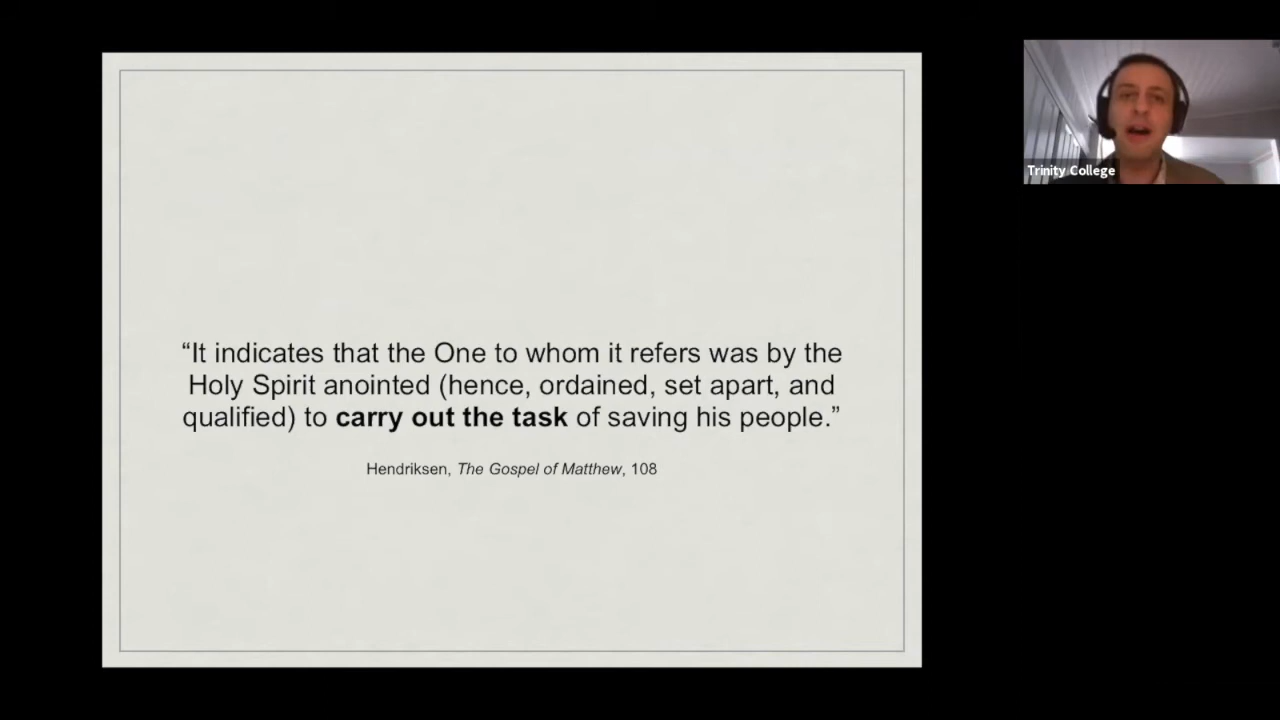 “It indicates that the One to whom it refers was by the
Holy Spirit anointed (hence, ordained, set apart, and
qualified) to carry out the task of saving his people.”
Hendriksen, The Gospel of Matthew, 108
Trinity College